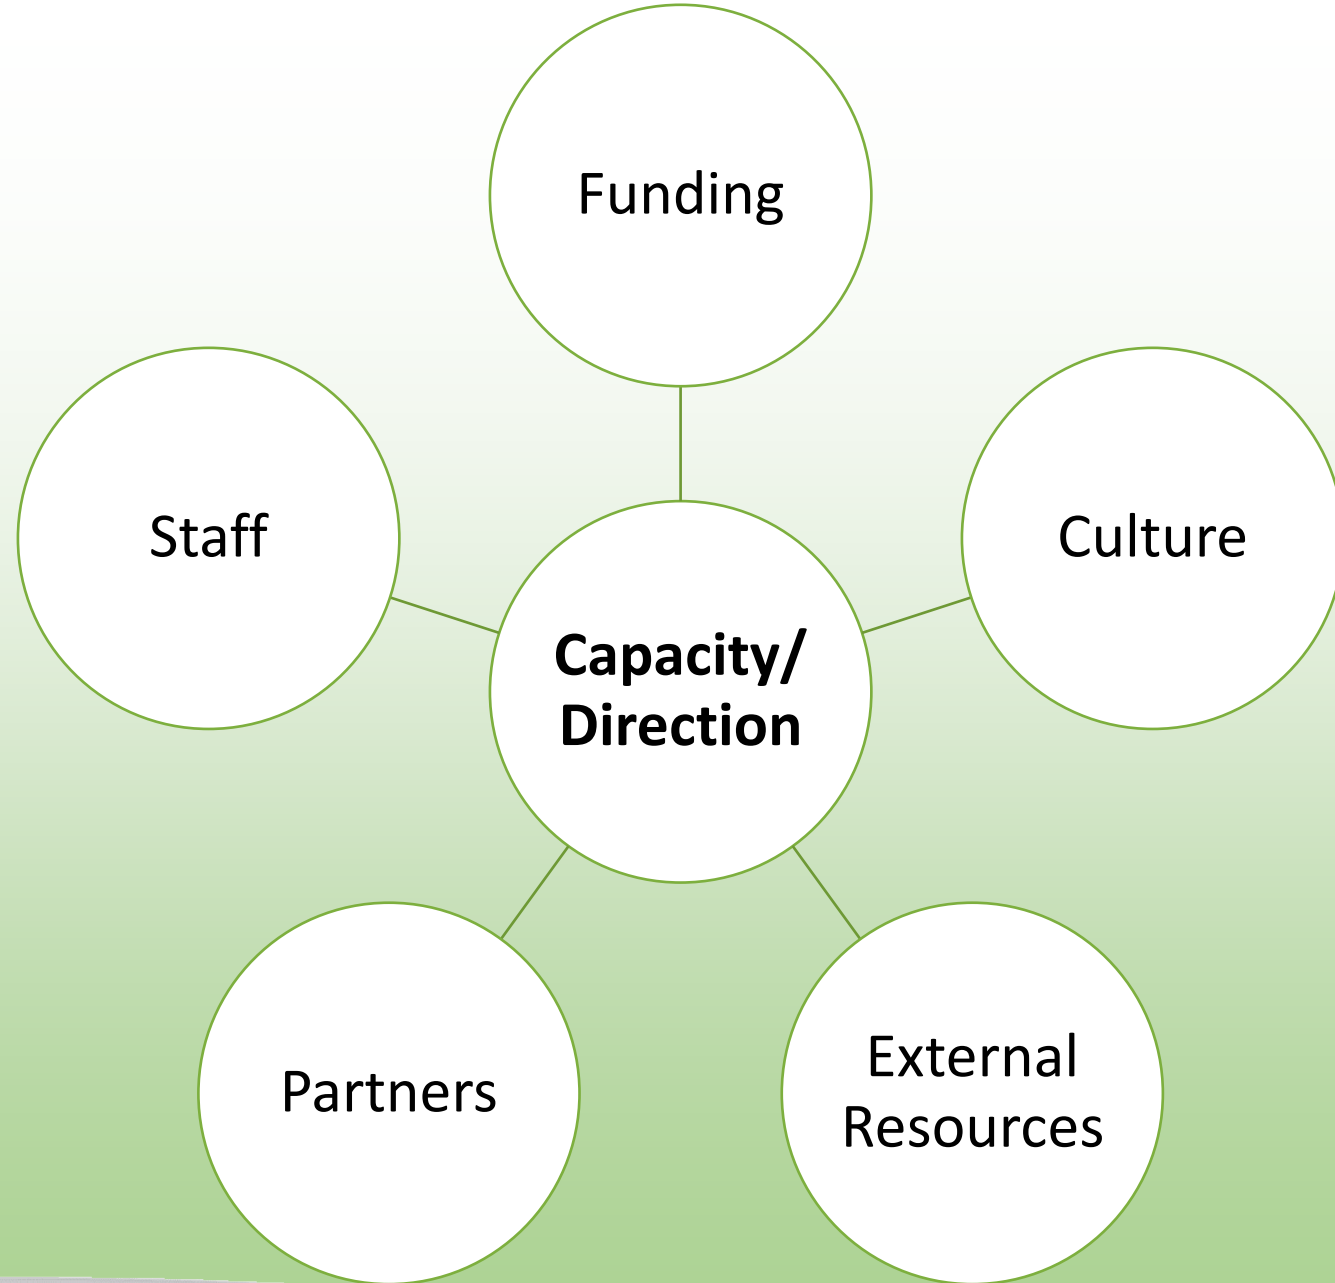 Funding
Staff
Culture
Capacity/
Direction
Partners
External
Resources